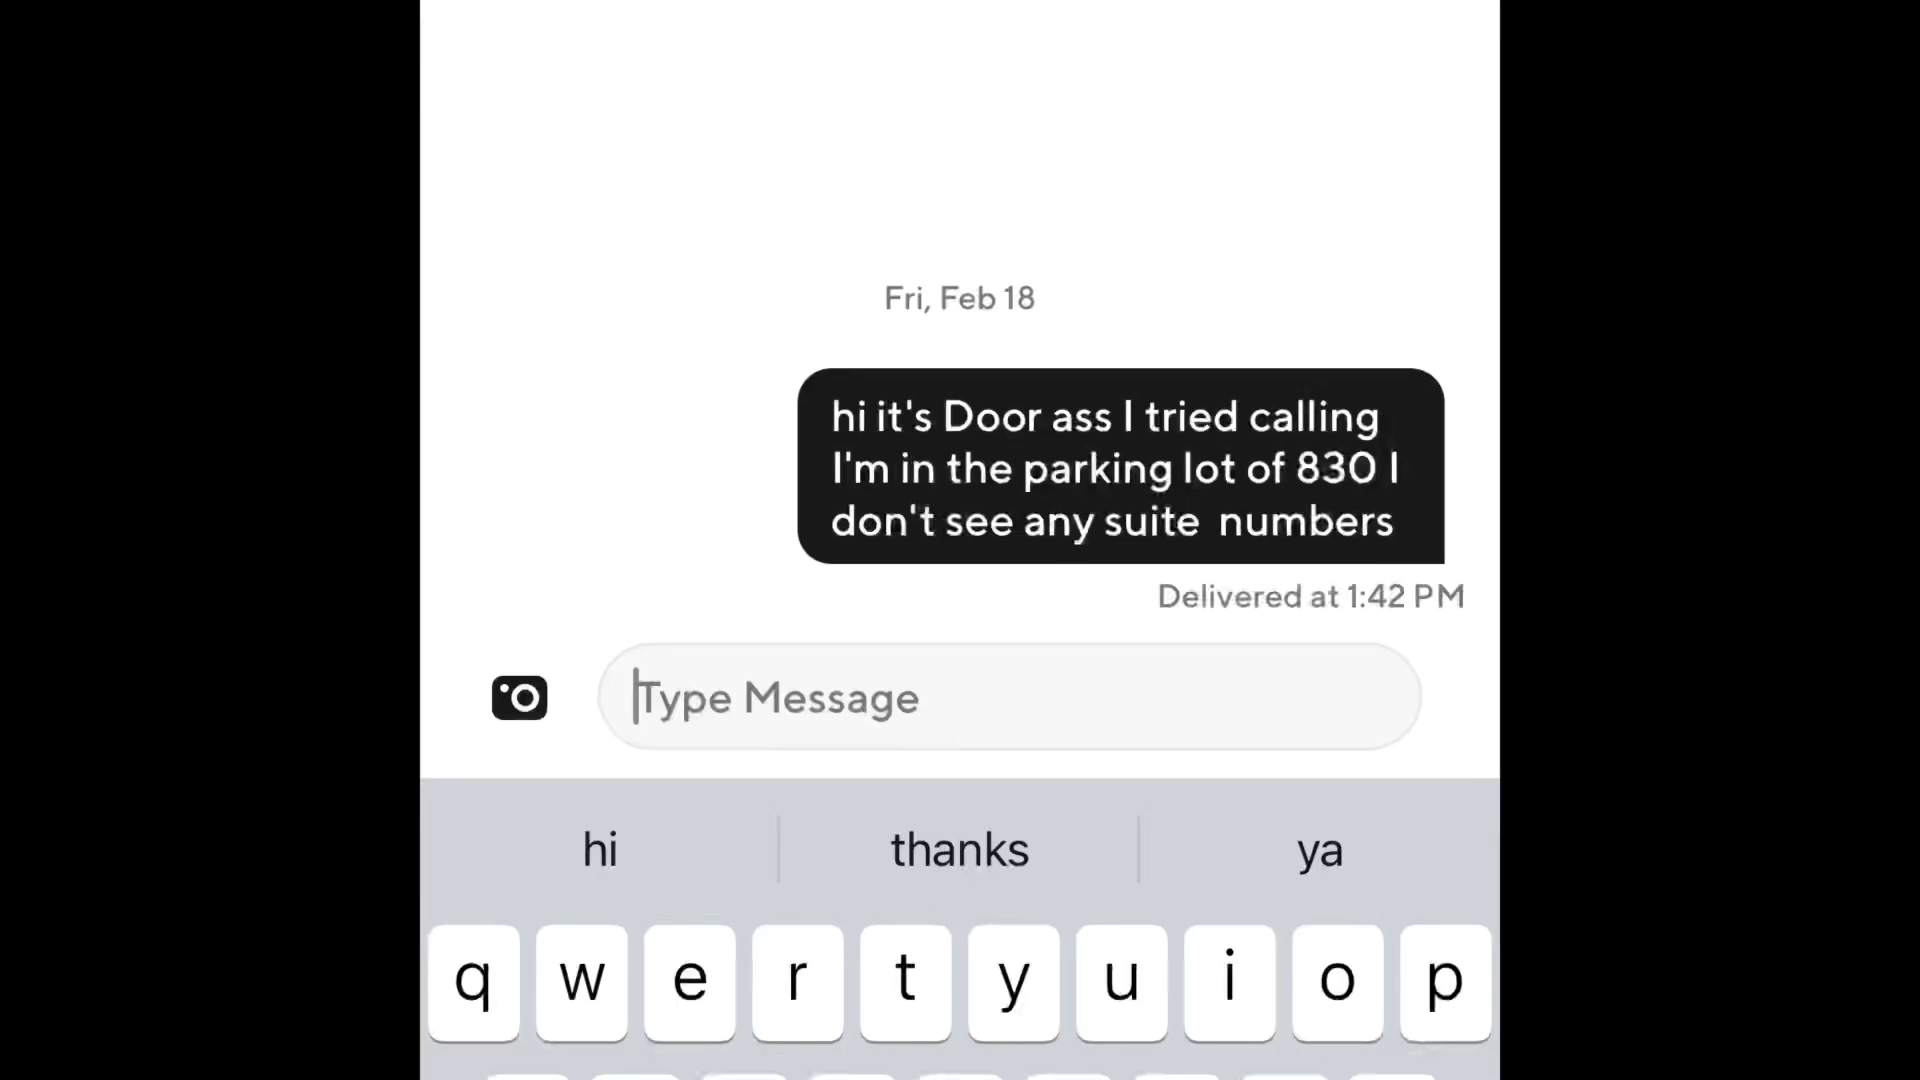 Fri, Feb 18
hi it's Door ass I tried calling
I'm in the parking lot of 830 I
don't see any suite  numbers
Delivered at 1:42 PM
Type Message
hi thanks ya
q w e r t y u i o p